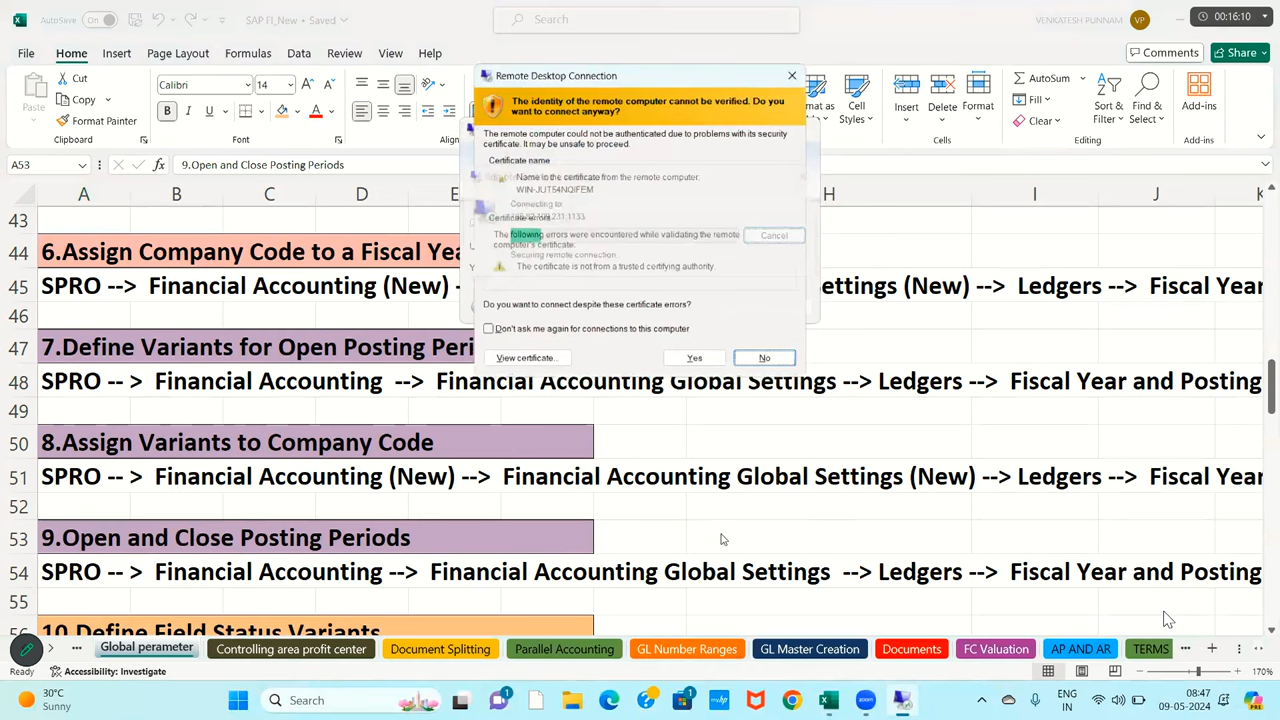 AutoSave Off SAP FI_New • Saved Search VENKATESH PUNNAM VP 00:16:10
File Home Insert Page Layout Formulas Data Review View Help Comments Share
Paste Cut Copy Format Painter Clipboard
Calibri 14 B I U
Cell Styles Insert Delete Format Cells
AutoSum Fill Clear Sort & Filter Find & Select Editing
Add-ins Add-ins
Remote Desktop Connection
The identity of the remote computer cannot be verified. Do you
want to connect anyway?
The remote computer could not be authenticated due to problems with its security
certificate. It may be unsafe to proceed.
Certificate name
Name in the certificate from the remote computer:
WIN-JUT54NQIFEM
Connecting to:
Certificate errors
The following errors were encountered while validating the remote
computer's certificate:
Cancel
Securing remote connection...
The certificate is not from a trusted certifying authority.
Do you want to connect despite these certificate errors?
Don't ask me again for connections to this computer
View certificate... Yes No
A53 fx 9.Open and Close Posting Periods
A B C D H I J K
43
44 6.Assign Company Code to a Fiscal Yea
45 SPRO --> Financial Accounting (New) - ettings (New) --> Ledgers --> Fiscal Yea
46
47 7.Define Variants for Open Posting Peri
48 SPRO -- > Financial Accounting --> Financial Accounting Global Settings --> Ledgers --> Fiscal Year and Posting
49
50 8.Assign Variants to Company Code
51 SPRO --> Financial Accounting (New) --> Financial Accounting Global Settings (New) --> Ledgers --> Fiscal Year
52
53 9.Open and Close Posting Periods
54 SPRO -- > Financial Accounting --> Financial Accounting Global Settings --> Ledgers --> Fiscal Year and Posting
55
56 10.Define Field Status Variants
Global perameter Controlling area profit center Document Splitting Parallel Accounting GL Number Ranges GL Master Creation Documents FC Valuation AP AND AR TERMS
Ready Accessibility: Investigate 170%
30°C
Sunny
Search
ENG
IN
08:47
09-05-2024